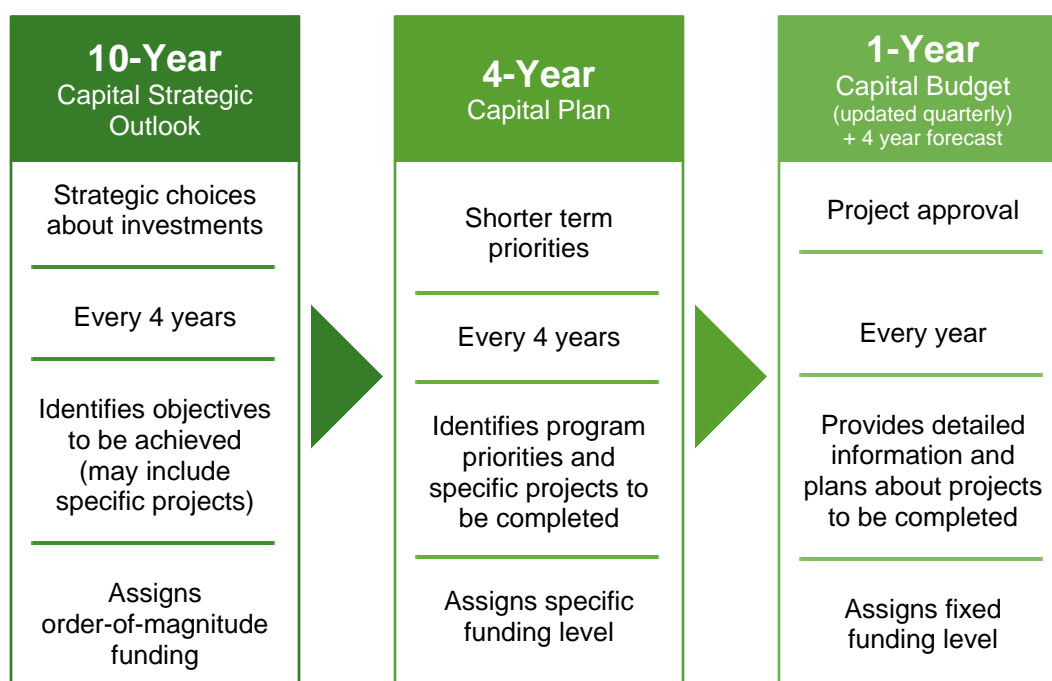 10-Year
Capital Strategic
Outlook
Strategic choices
about investments
Every 4 years
Identifies objectives
to be achieved
(may include
specific projects)
Assigns
order-of-magnitude
funding
4-Year
Capital Plan
Shorter term
priorities
Every 4 years
Identifies program
priorities and
specific projects to
be completed
Assigns specific
funding level
1-Year
Capital Budget
(updated quarterly)
+ 4 year forecast
Project approval
Every year
Provides detailed
information and
plans about projects
to be completed
Assigns fixed
funding level